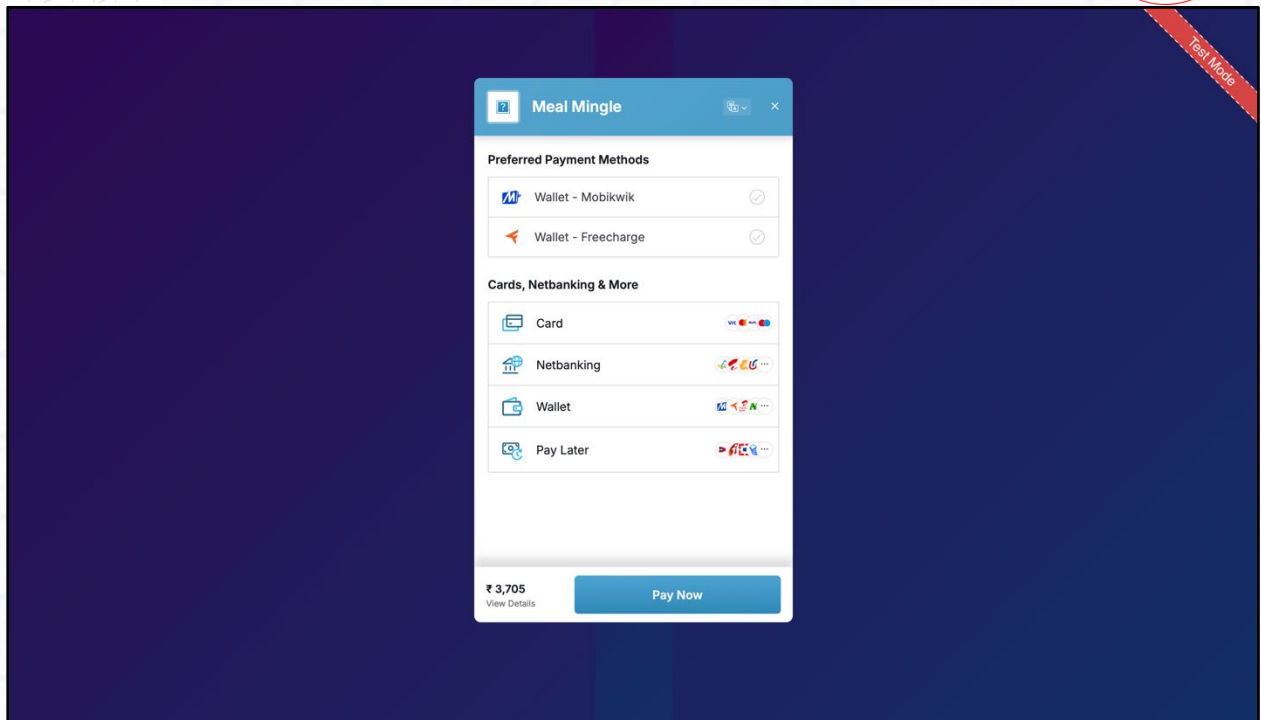 Test Mode
Meal Mingle
Preferred Payment Methods
Wallet - Mobikwik
Wallet - Freecharge
Cards, Netbanking & More
Card
Netbanking
Wallet
Pay Later
₹ 3,705
View Details
Pay Now